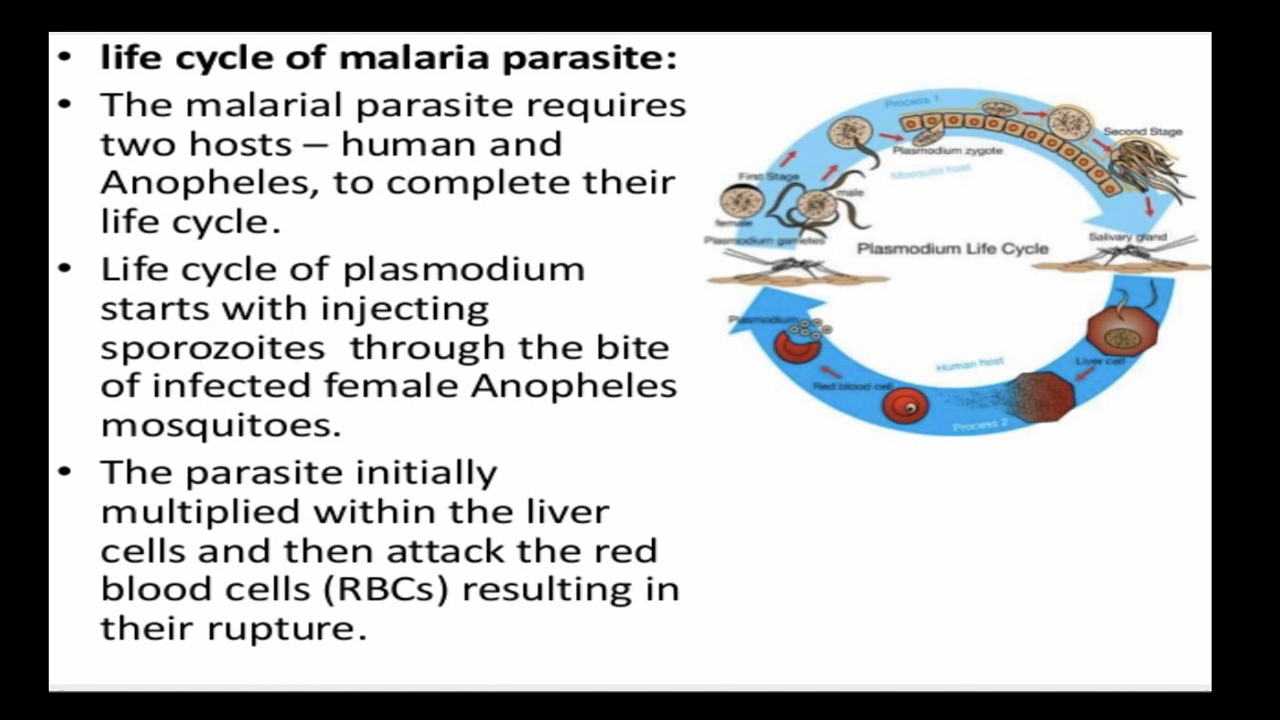 • life cycle of malaria parasite:
• The malarial parasite requires
two hosts – human and
Anopheles, to complete their
life cycle.
• Life cycle of plasmodium
starts with injecting
sporozoites through the bite
of infected female Anopheles
mosquitoes.
• The parasite initially
multiplied within the liver
cells and then attack the red
blood cells (RBCs) resulting in
their rupture.
Process 1
Second Stage
Plasmodium zygote
Mosquito host
First Stage
male
female
Plasmodium gametes
Salivary gland
Plasmodium Life Cycle
Plasmodium
Liver cell
Human host
Red blood cell
Process 2